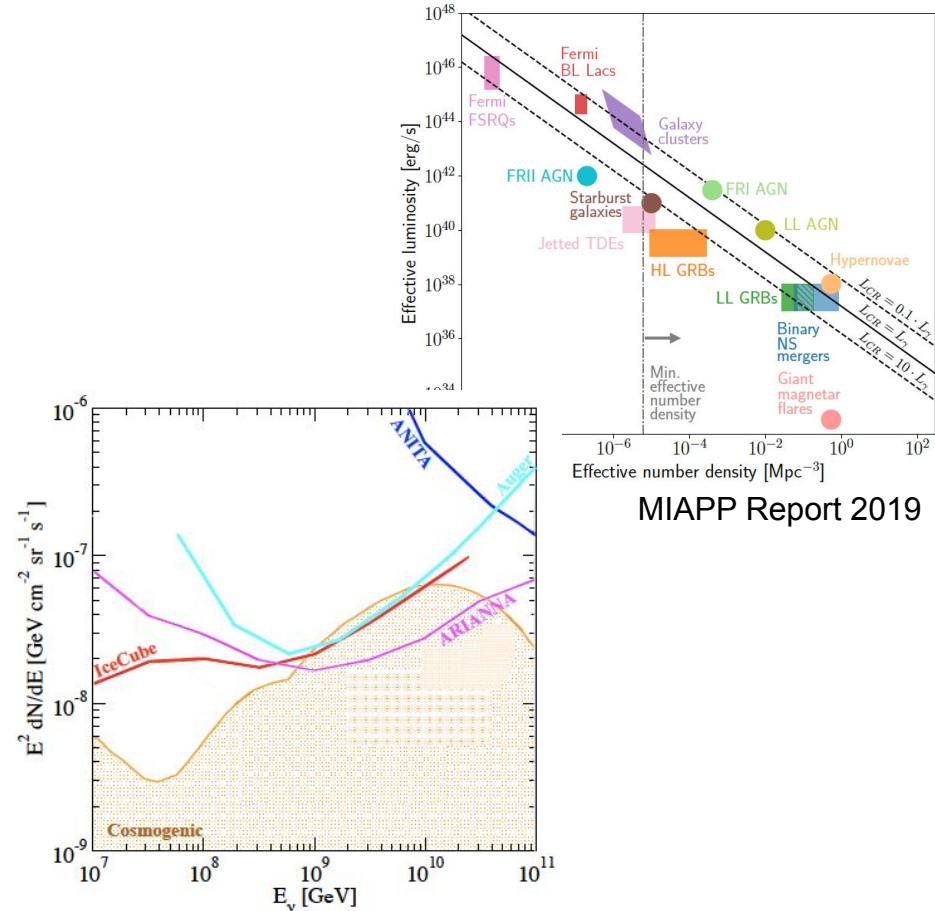 10^48
10^46
10^44
10^42
10^40
10^38
10^36
10^34
Effective luminosity [erg/s]
Fermi
FSRQs
Fermi
BL Lacs
Galaxy
clusters
FRII AGN
FRI AGN
Starburst
galaxies
LL AGN
Jetted TDEs
HL GRBs
Hypernovae
LL GRBs
Binary
NS
mergers
L_CR = 0.1 · L_γ
L_CR = L_γ
L_CR = 10 · L_γ
Min.
effective
number
density
Giant
magnetar
flares
10^−6
10^−4
10^−2
10^0
10^2
Effective number density [Mpc^−3]
MIAPP Report 2019
10^-6
10^-7
10^-8
10^-9
E^2 dN/dE [GeV cm^-2 sr^-1 s^-1]
ANITA
Auger
ARIANNA
IceCube
Cosmogenic
10^7
10^8
10^9
10^10
10^11
E_ν [GeV]